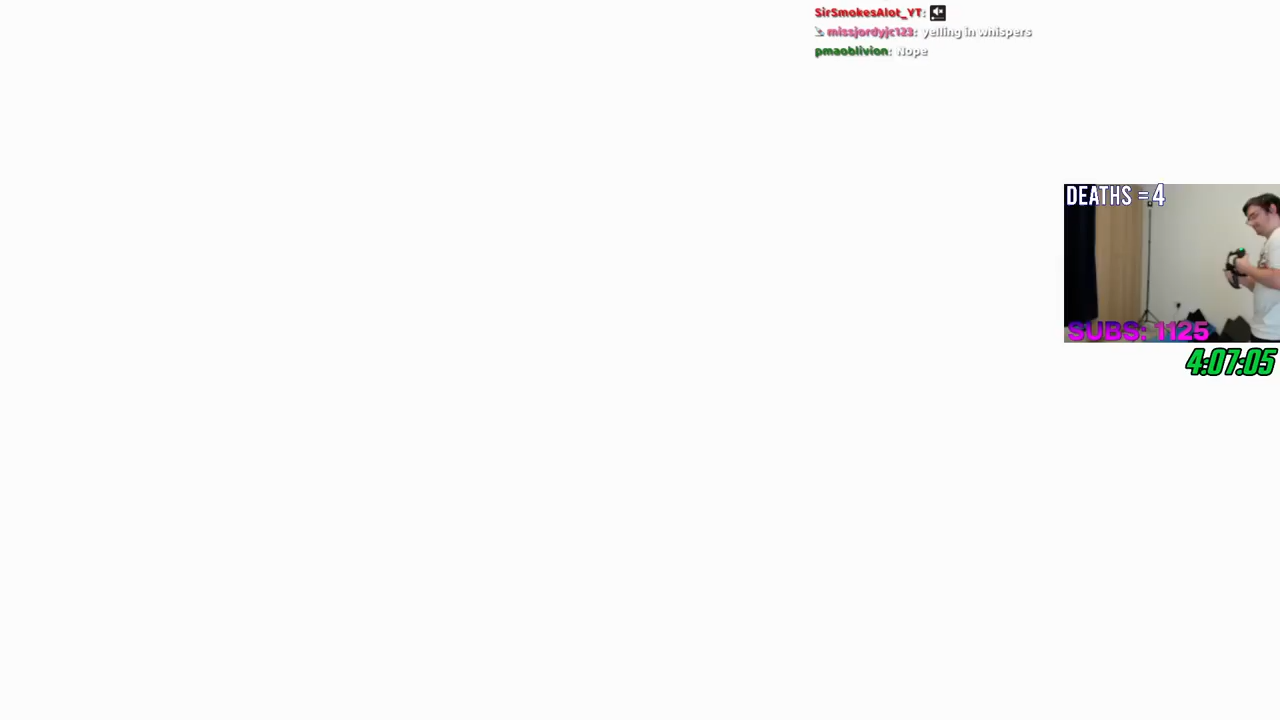 SirSmokesAlot_YT:
missjordyjc123: yelling in whispers
pmaoblivion: Nope
DEATHS = 4
SUBS: 1125
4:07:05